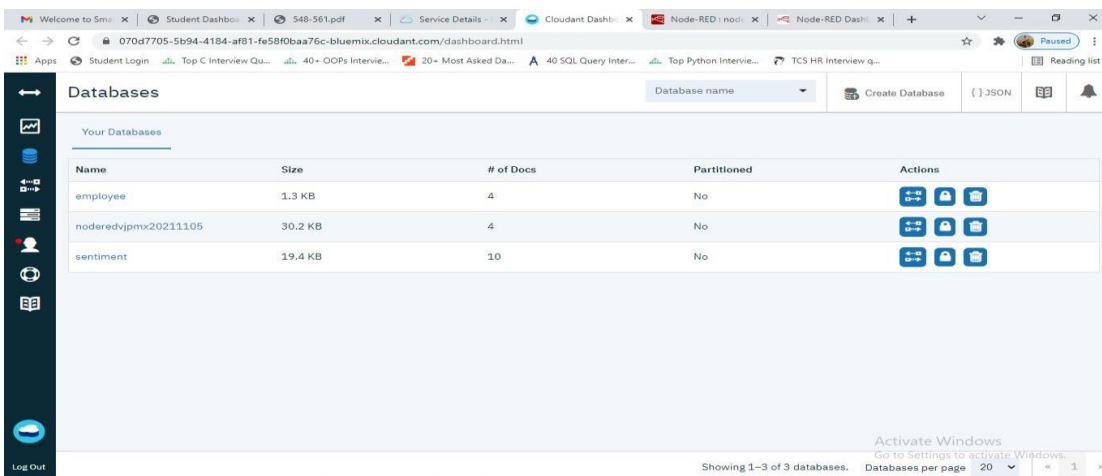 Welcome to Sma
Student Dashboa
548-561.pdf
Service Details -
Cloudant Dashbo
Node-RED : node
Node-RED Dash
070d7705-5b94-4184-af81-fe58f0baa76c-bluemix.cloudant.com/dashboard.html
Paused
Apps
Student Login
Top C Interview Qu...
40+ OOPs Intervie...
20+ Most Asked Da...
40 SQL Query Inter...
Top Python Intervie...
TCS HR Interview q...
Reading list
Databases
Database name
Create Database
{ } JSON
Your Databases
Name Size # of Docs Partitioned Actions
employee 1.3 KB 4 No
noderedvjpmx20211105 30.2 KB 4 No
sentiment 19.4 KB 10 No
Activate Windows
Go to Settings to activate Windows.
Log Out
Showing 1–3 of 3 databases. Databases per page 20 « 1 »